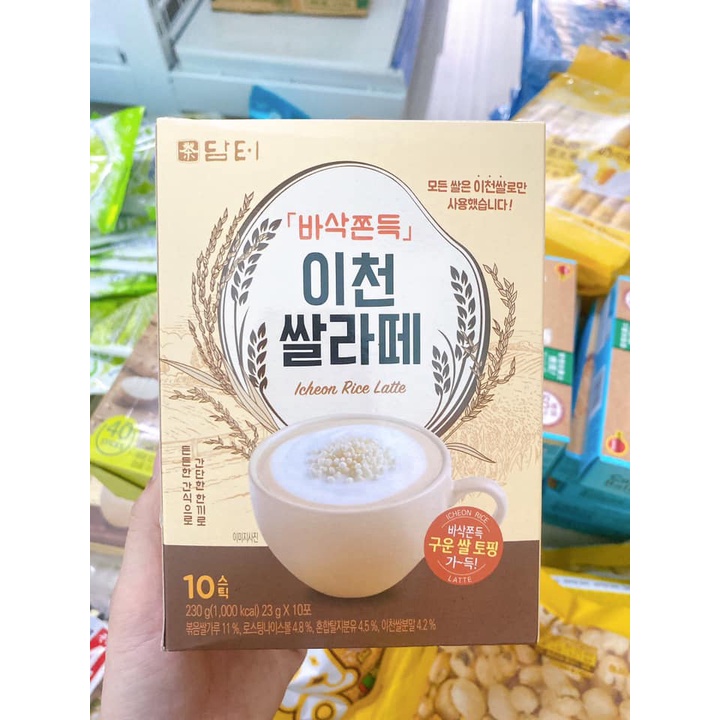 茶 담터
모든 쌀은 이천쌀로만
사용했습니다!
「바삭쫀득」
이천
쌀라떼
Icheon Rice Latte
간단한 한끼로
든든한 간식으로
이미지사진
ICHEON RICE
바삭쫀득
구운 쌀 토핑
가~득!
LATTE
10스틱
230 g(1,000 kcal) 23 g X 10포
볶음쌀가루 11 %, 로스팅나이스볼 4.8 %, 혼합탈지분유 4.5 %, 이천쌀분말 4.2 %
40